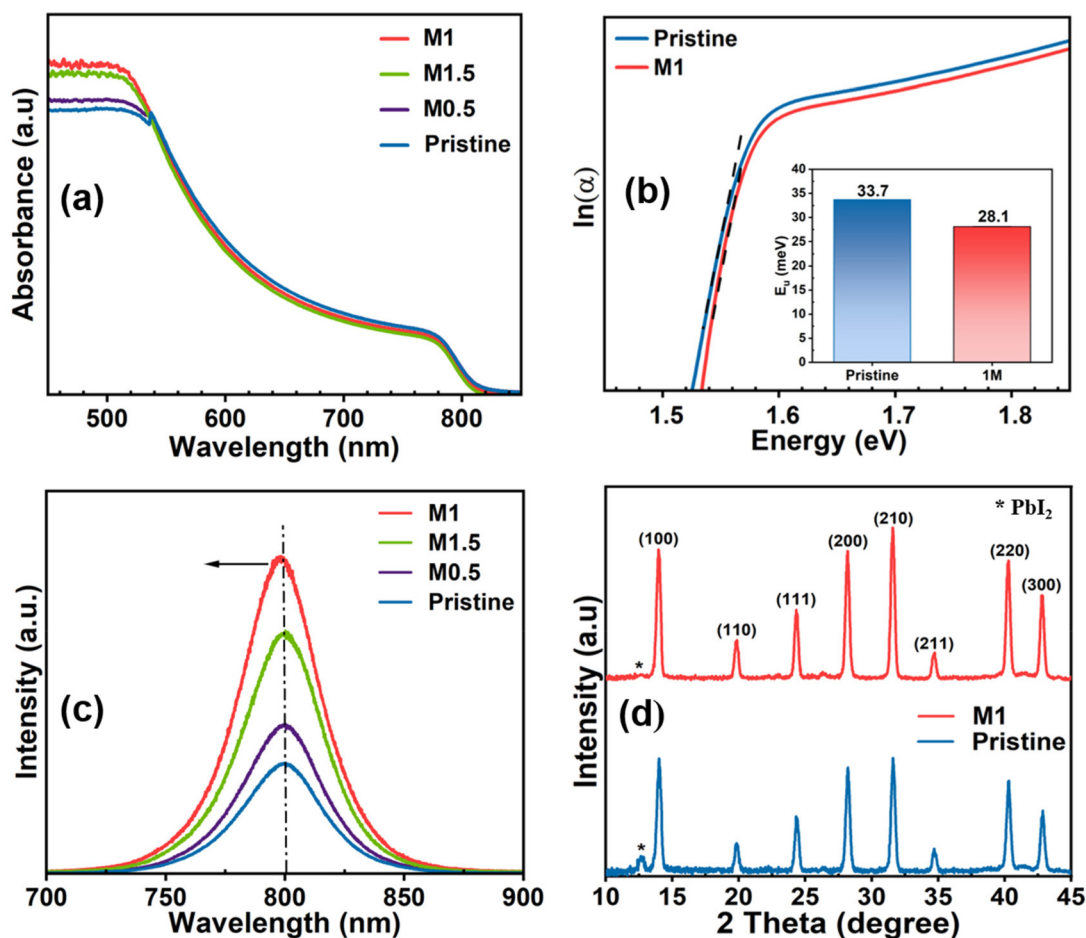 M1
M1.5
M0.5
Pristine
(a)
Absorbance (a.u)
500 600 700 800
Wavelength (nm)
Pristine
M1
(b)
ln(α)
40
35
30
25
20
15
10
5
0
Eᵤ (meV)
33.7
28.1
Pristine 1M
1.5 1.6 1.7 1.8
Energy (eV)
M1
M1.5
M0.5
Pristine
(c)
Intensity (a.u.)
700 750 800 850 900
Wavelength (nm)
* PbI₂
(100)
(110)
(111)
(200)
(210)
(211)
(220)
(300)
*
M1
Pristine
(d)
*
Intensity (a.u)
10 15 20 25 30 35 40 45
2 Theta (degree)